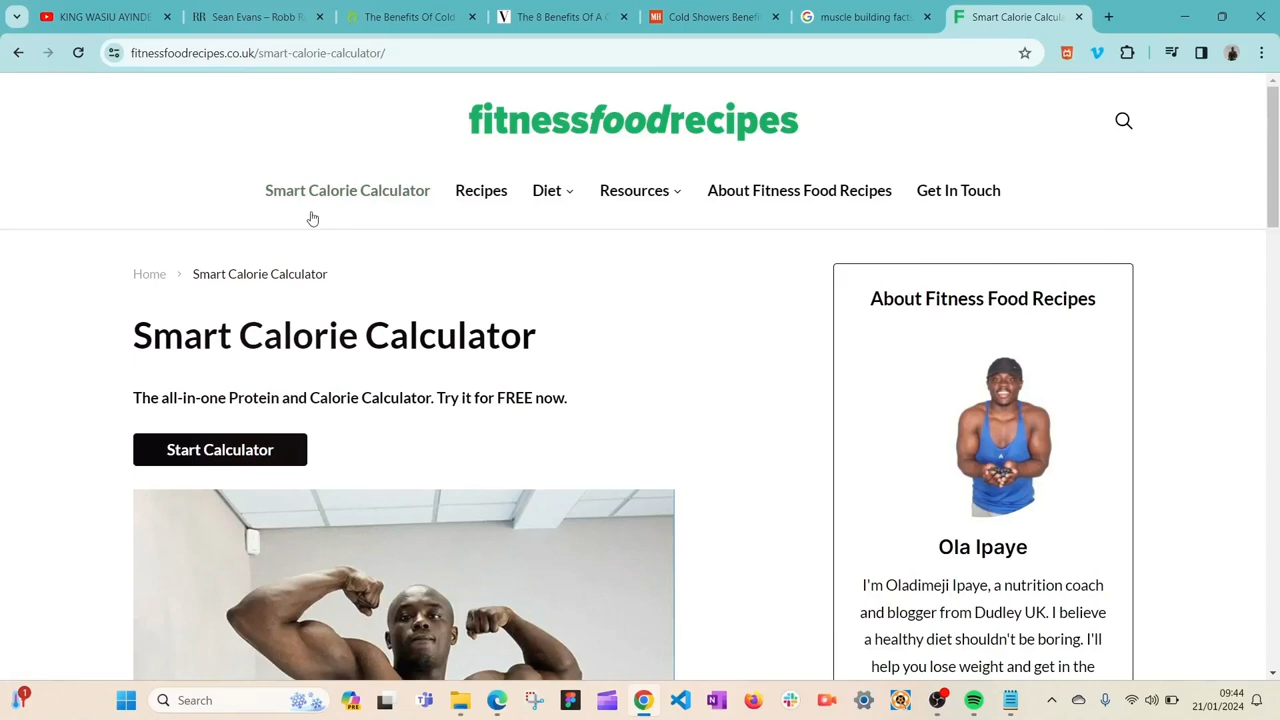 KING AYISI AYINDE
Sean Evans – Robb R
The Benefits Of Cold
The 8 Benefits Of A C
Cold Showers Benefi
muscle building fact
Smart Calorie Calcula
fitnessfoodrecipes.co.uk/smart-calorie-calculator/
fitnessfoodrecipes
Smart Calorie Calculator Recipes Diet Resources About Fitness Food Recipes Get In Touch
Home > Smart Calorie Calculator
Smart Calorie Calculator
The all-in-one Protein and Calorie Calculator. Try it for FREE now.
Start Calculator
About Fitness Food Recipes
Ola Ipaye
I'm Oladimeji Ipaye, a nutrition coach
and blogger from Dudley UK. I believe
a healthy diet shouldn't be boring. I'll
help you lose weight and get in the
1
Search
PRE
09:44
21/01/2024